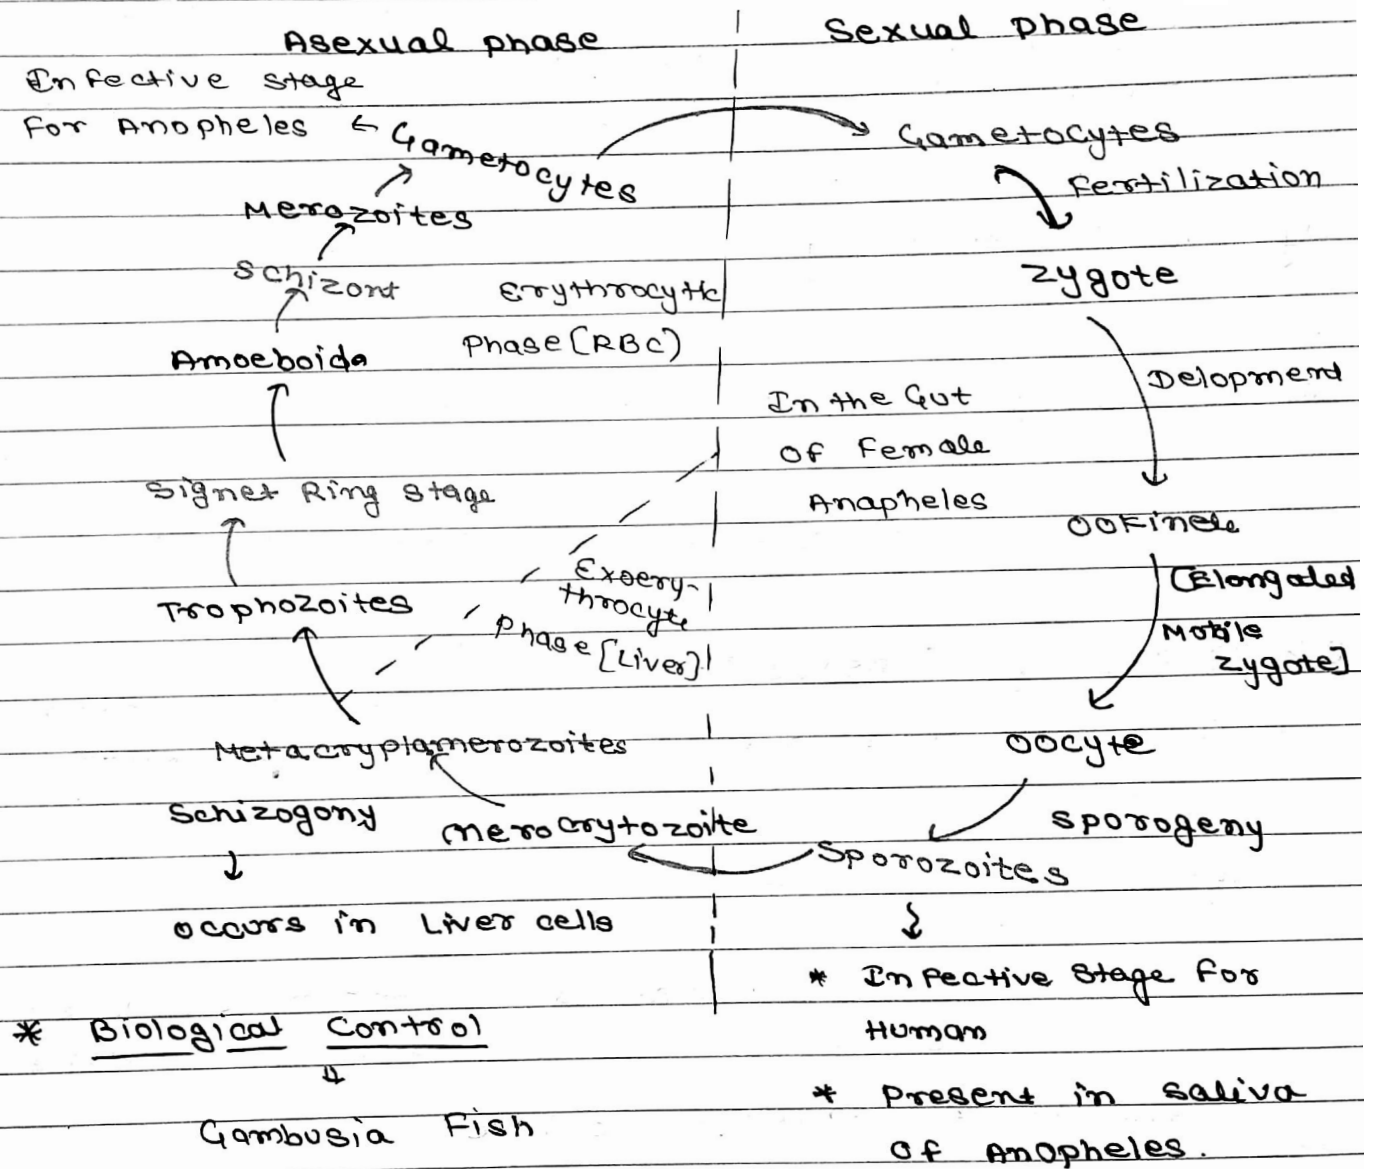 Asexual phase
Sexual phase
Infective stage
For Anopheles ← Gametocytes
Gametocytes
Fertilization
Merozoites
Schizont
Zygote
Erythrocytic
Phase [RBC)
Amoeboida
Delopment
In the Gut
Of Female
Anapheles
Signet Ring stage
Ookinete
[Elongated
Mobile
Zygote]
Exoery-
throcyte
Phase [Liver]
Trophozoites
Metacryptamerozoites
Oocyte
Schizogony
Merocrytozoite
Sporogeny
Sporozoites
↓
Occurs in Liver cells
↓
* Infective Stage For
Human
* Biological Control
↓
Gambusia Fish
* Present in saliva
Of Anopheles.